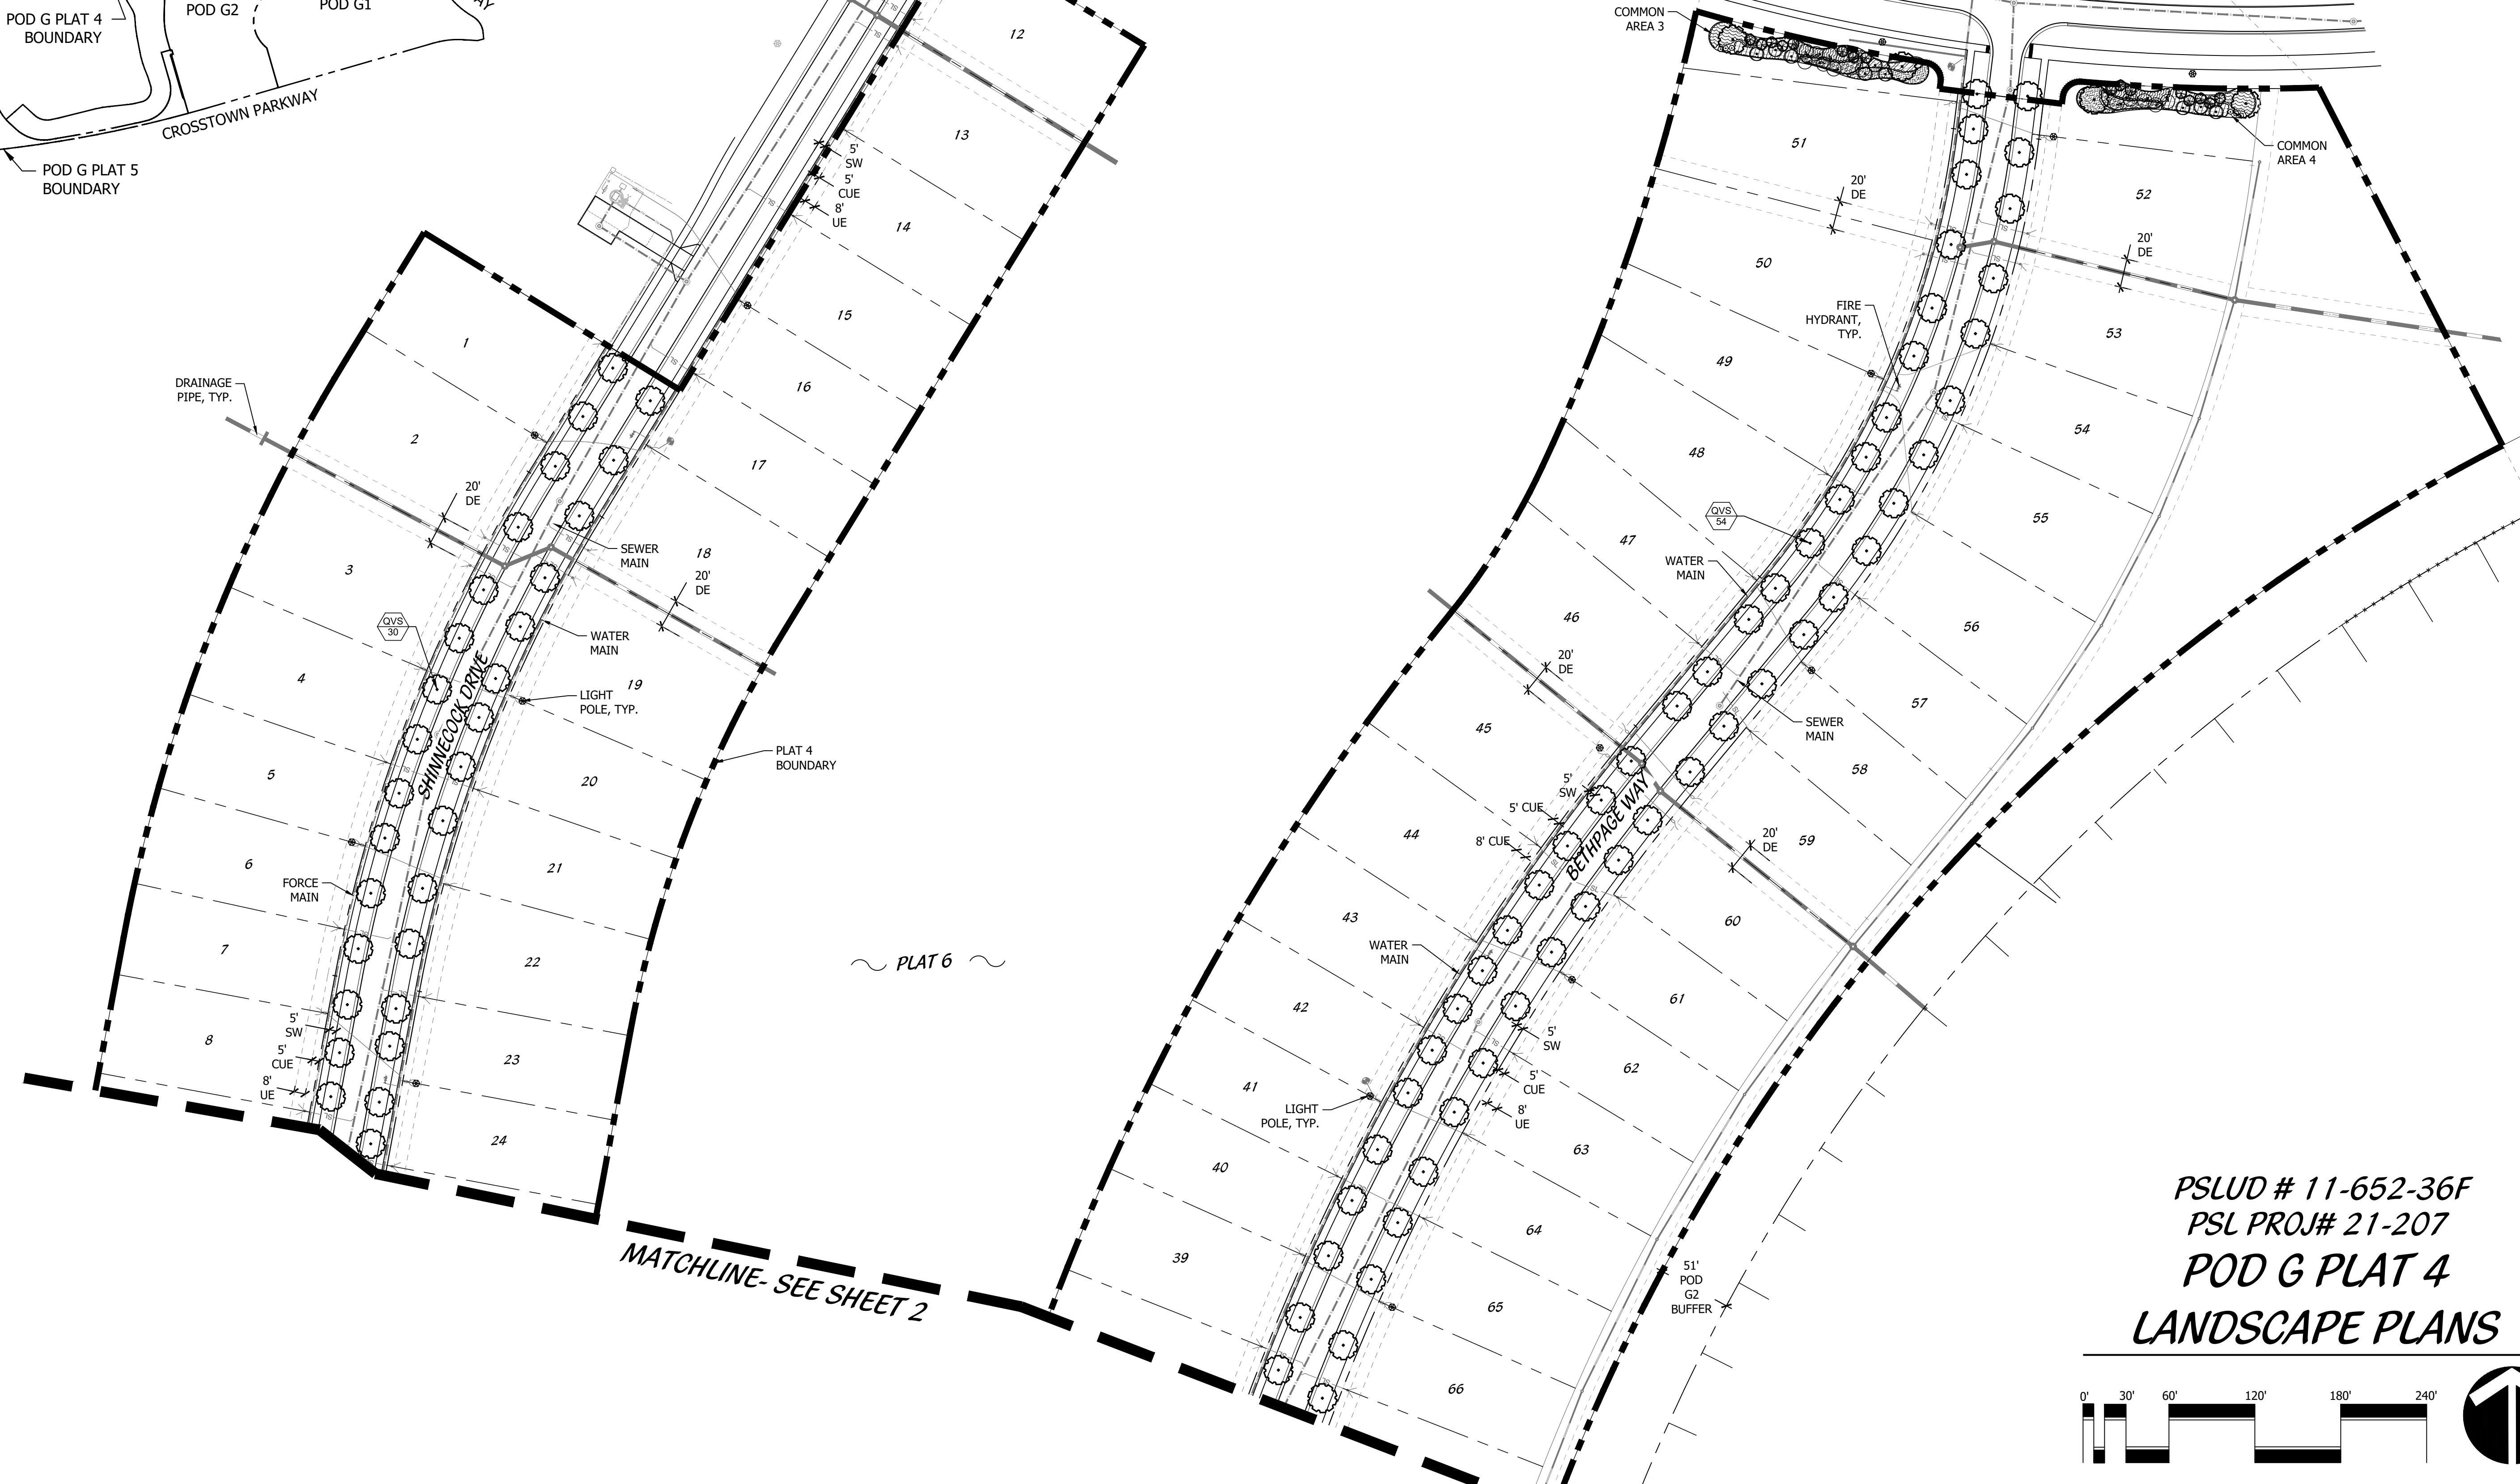 POD G PLAT 4
BOUNDARY
POD G2
POD G1
CROSSTOWN PARKWAY
POD G PLAT 5
BOUNDARY
12
13
5'
SW
5'
CUE
8'
UE
14
15
16
17
18
1
2
DRAINAGE
PIPE, TYP.
20'
DE
3
SEWER
MAIN
20'
DE
QVS
30
WATER
MAIN
4
19
LIGHT
POLE, TYP.
SHINNECOCK DRIVE
PLAT 4
BOUNDARY
5
20
6
21
FORCE
MAIN
7
22
5'
SW
5'
CUE
8'
UE
8
23
24
PLAT 6
MATCHLINE- SEE SHEET 2
COMMON
AREA 3
COMMON
AREA 4
51
20'
DE
52
20'
DE
50
FIRE
HYDRANT,
TYP.
53
49
54
48
QVS
54
55
47
WATER
MAIN
46
56
20'
DE
45
57
SEWER
MAIN
58
5'
SW
5' CUE
8' CUE
BETHPAGE WAY
44
20'
DE
59
43
60
WATER
MAIN
42
61
5'
SW
5'
CUE
8'
UE
41
62
LIGHT
POLE, TYP.
63
40
64
39
65
51'
POD
G2
BUFFER
66
PSLUD # 11-652-36F
PSL PROJ# 21-207
POD G PLAT 4
LANDSCAPE PLANS
0' 30' 60' 120' 180' 240'